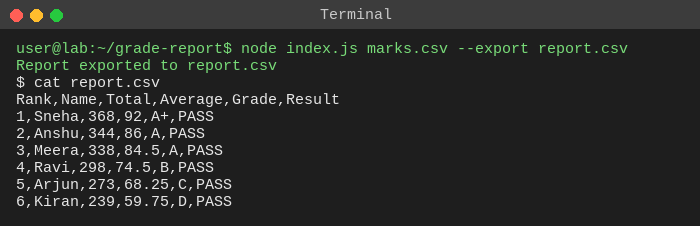 Terminal
user@lab:~/grade-report$ node index.js marks.csv --export report.csv
Report exported to report.csv
$ cat report.csv
Rank,Name,Total,Average,Grade,Result
1,Sneha,368,92,A+,PASS
2,Anshu,344,86,A,PASS
3,Meera,338,84.5,A,PASS
4,Ravi,298,74.5,B,PASS
5,Arjun,273,68.25,C,PASS
6,Kiran,239,59.75,D,PASS